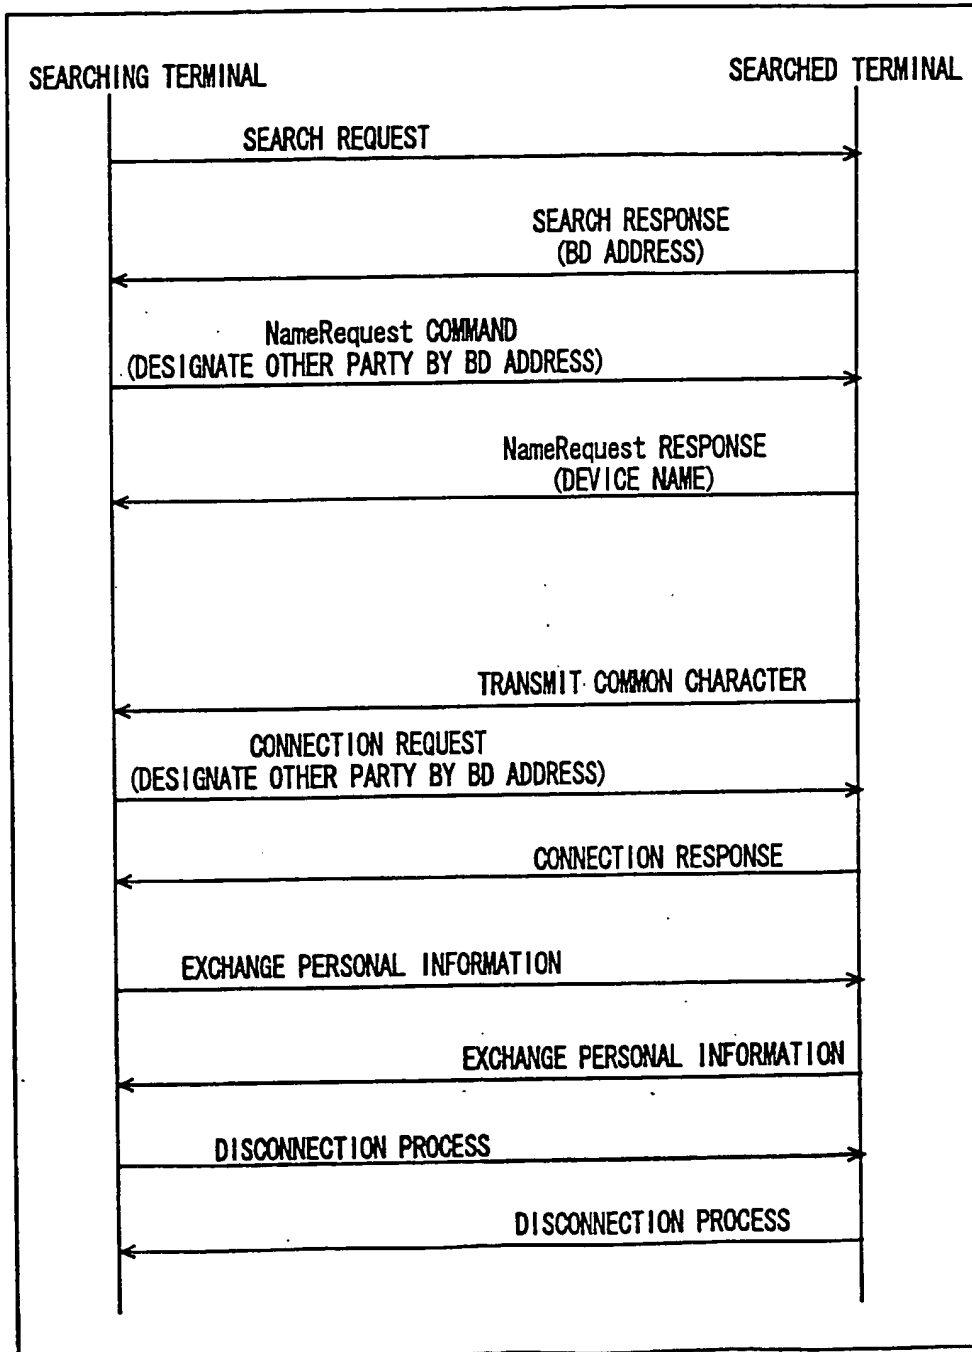 SEARCHING TERMINAL
SEARCHED TERMINAL
SEARCH REQUEST
SEARCH RESPONSE
(BD ADDRESS)
NameRequest COMMAND
(DESIGNATE OTHER PARTY BY BD ADDRESS)
NameRequest RESPONSE
(DEVICE NAME)
TRANSMIT COMMON CHARACTER
CONNECTION REQUEST
(DESIGNATE OTHER PARTY BY BD ADDRESS)
CONNECTION RESPONSE
EXCHANGE PERSONAL INFORMATION
EXCHANGE PERSONAL INFORMATION
DISCONNECTION PROCESS
DISCONNECTION PROCESS